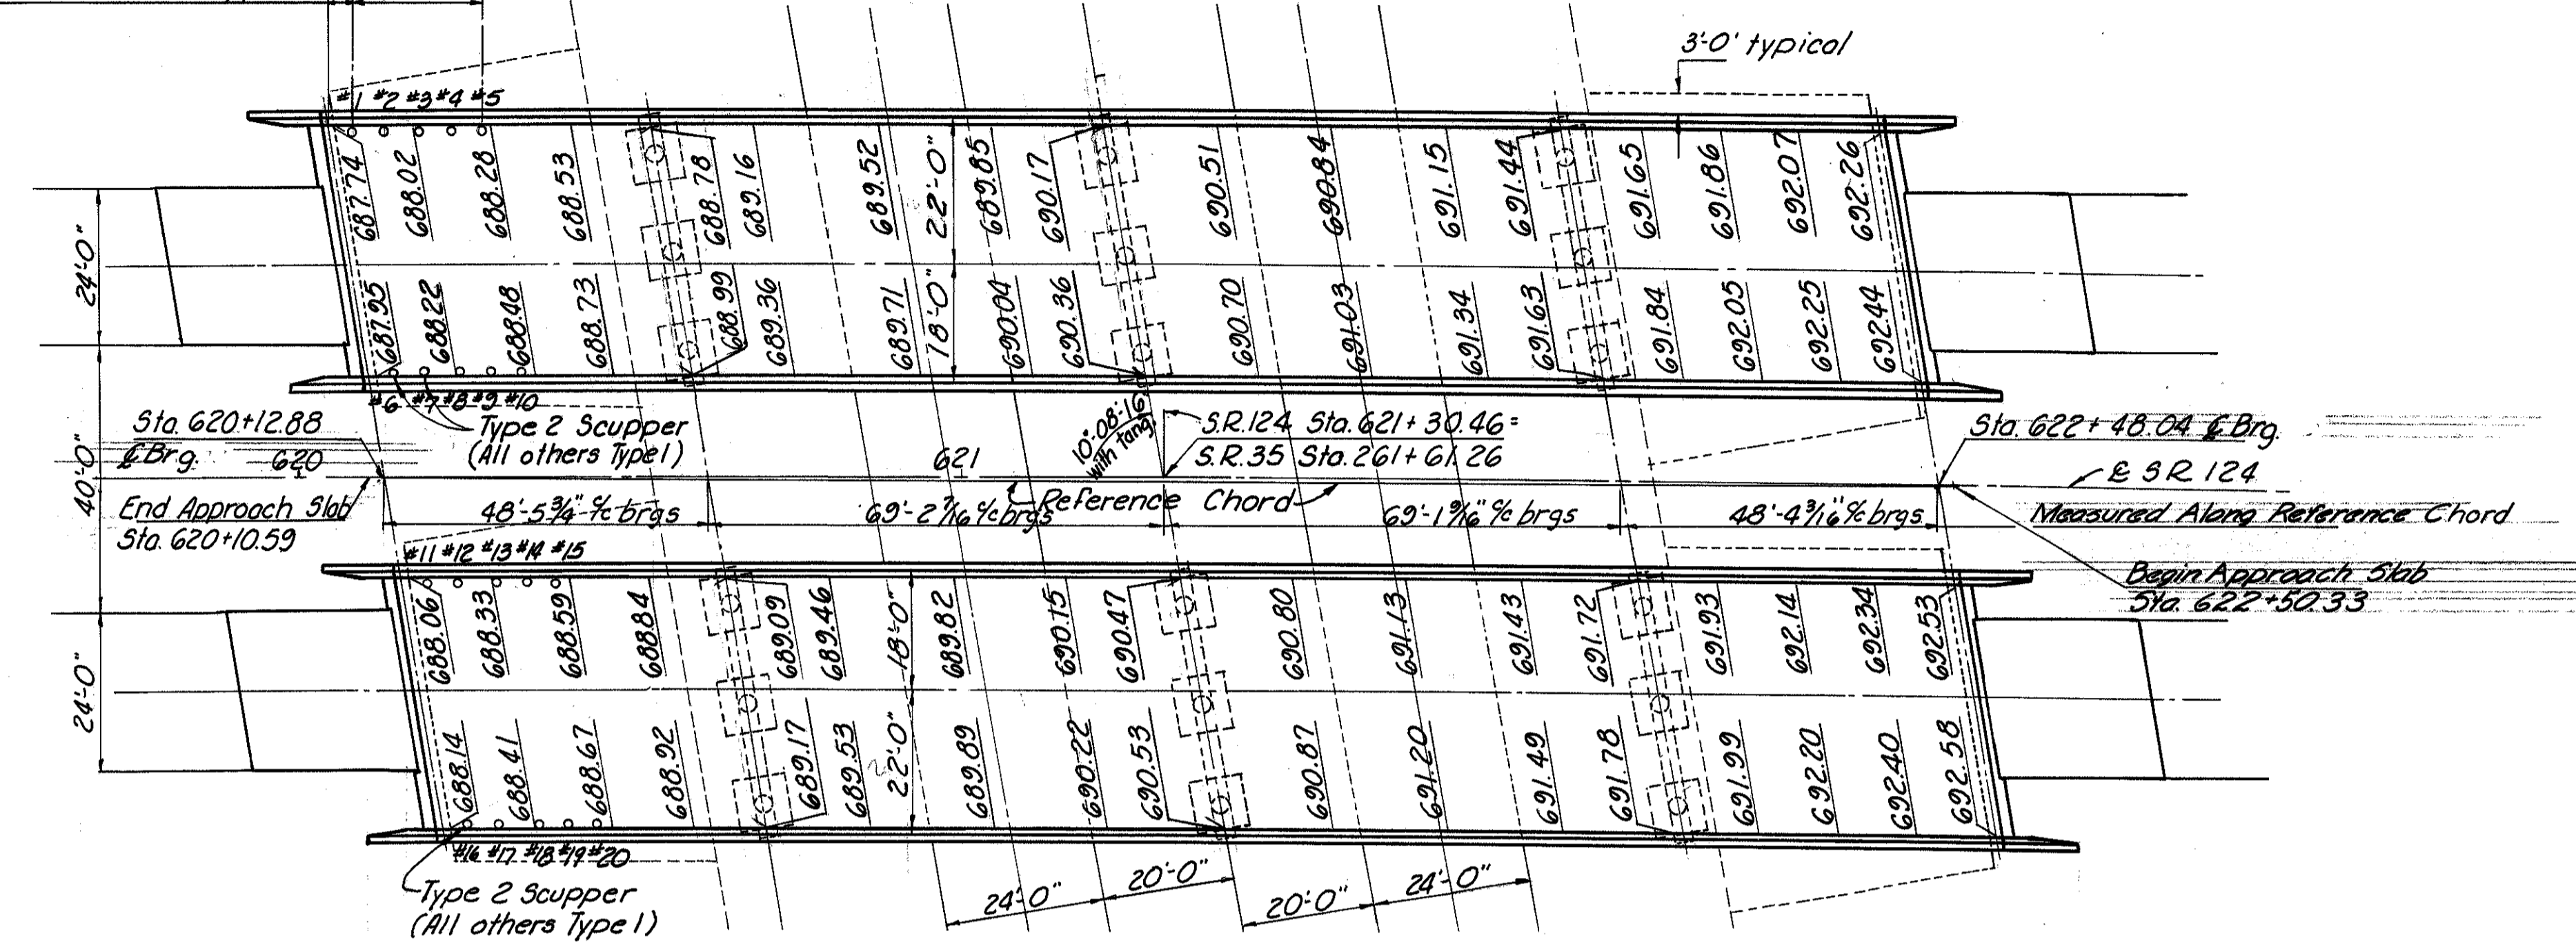 3'-0" typical
#1 #2 #3 #4 #5
687.74 688.02 688.28 688.53 688.78 689.16 689.52 22'-0" 689.85 690.17 690.51 690.84 691.15 691.44 691.65 691.86 692.07 692.26
24'-0"
687.95 688.22 688.48 688.73 688.99 689.36 689.71 18'-0" 690.04 690.36 690.70 691.03 691.34 691.63 691.84 692.05 692.25 692.44
#6 #7 #8 #9 #10
Type 2 Scupper
(All others Type 1)
Sta. 620+12.88
℄ Brg.
620
621
10°-08'-16"
with tang.
S.R. 124 Sta. 621+30.46=
S.R. 35 Sta. 261+61.26
Sta. 622+48.04 ℄ Brg.
℄ S R 124
40'-0"
End Approach Slab
Sta. 620+10.59
Reference Chord
48'-5¾" c/c brgs
69'-2 7/16" c/c brgs
69'-1 9/16" c/c brgs
48'-4 3/16" c/c brgs
Measured Along Reference Chord
Begin Approach Slab
Sta. 622+50.33
#11 #12 #13 #14 #15
688.06 688.33 688.59 688.84 689.09 689.46 18'-0" 689.82 690.15 690.47 690.80 691.13 691.43 691.72 691.93 692.14 692.34 692.53
24'-0"
688.14 688.41 688.67 688.92 689.17 689.53 22'-0" 689.89 690.22 690.53 690.87 691.20 691.49 691.78 691.99 692.20 692.40 692.58
#16 #17 #18 #19 #20
Type 2 Scupper
(All others Type 1)
24'-0" 20'-0" 20'-0" 24'-0"